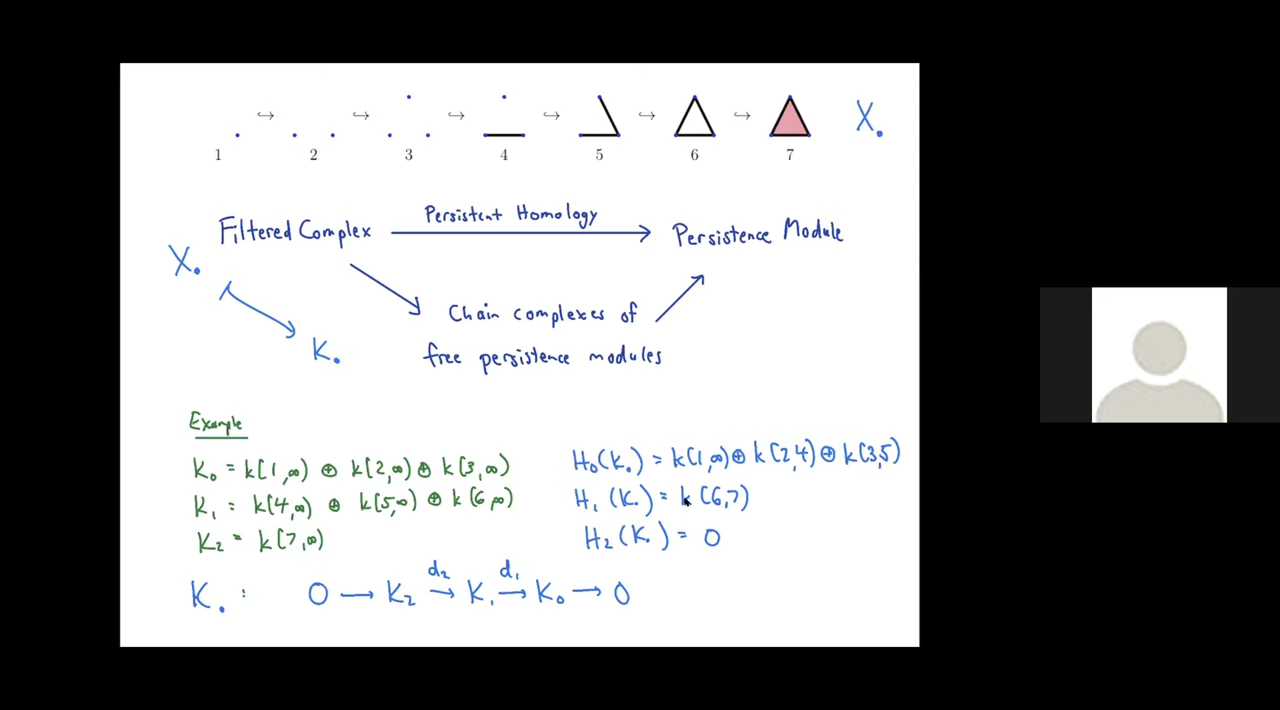 ↪ ↪ ↪ ↪ ↪ ↪ X.
1 2 3 4 5 6 7
Persistent Homology
Filtered Complex ⟶ Persistence Module
X.
Chain complexes of
K. free persistence modules
Example
K₀ = k[1,∞) ⊕ k[2,∞) ⊕ k[3,∞)
K₁ = k[4,∞) ⊕ k[5,∞) ⊕ k[6,∞)
K₂ = k[7,∞)
H₀(K.) = k[1,∞) ⊕ k[2,4) ⊕ k[3,5)
H₁(K.) = k[6,7)
H₂(K.) = 0
d₂ d₁
K. : 0 ⟶ K₂ ⟶ K₁ ⟶ K₀ ⟶ 0